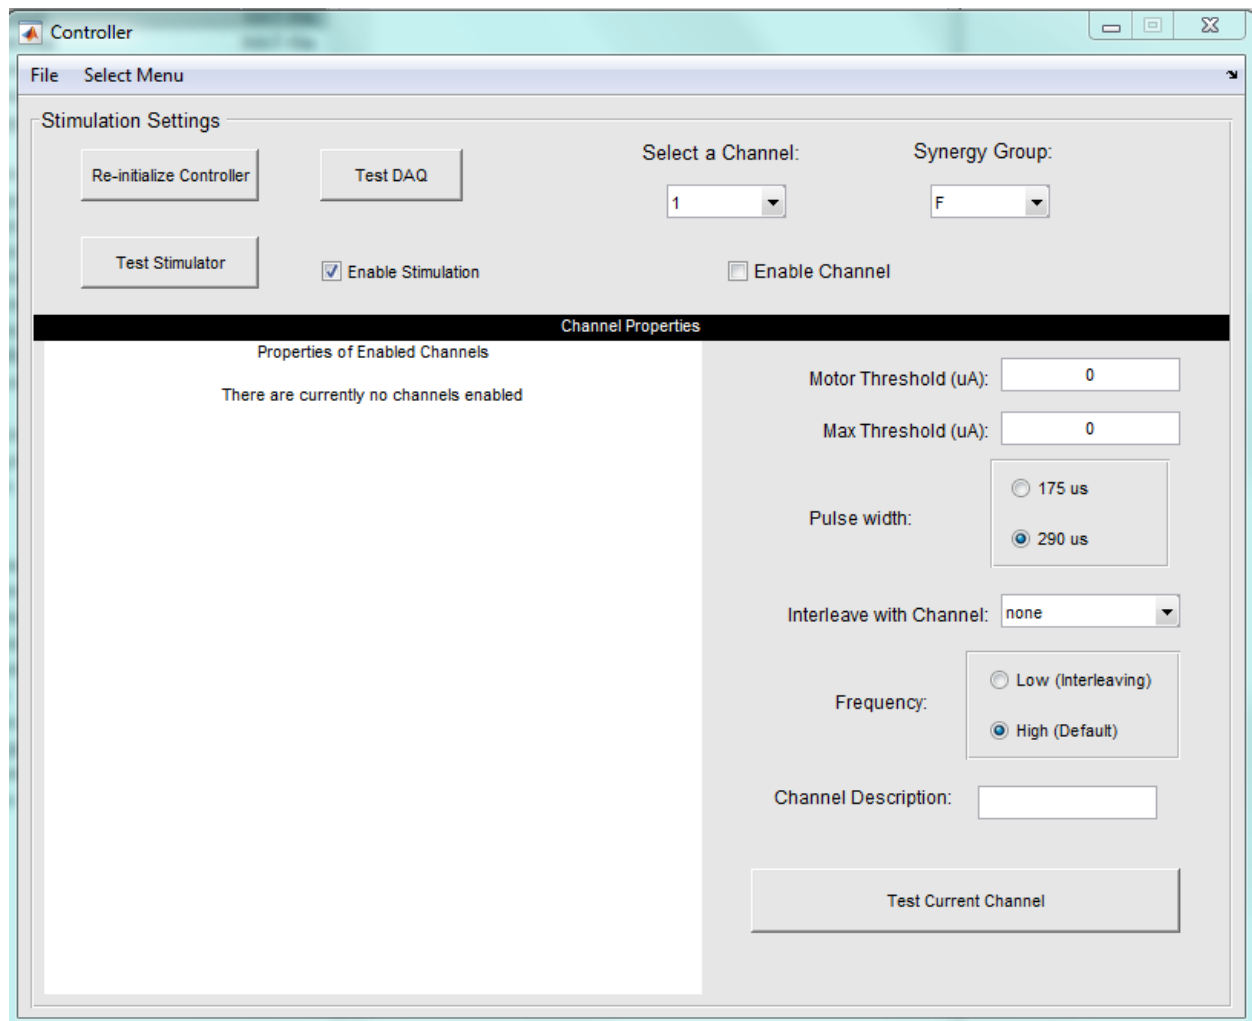 Controller
File Select Menu
Stimulation Settings
Re-initialize Controller
Test DAQ
Select a Channel:
Synergy Group:
1
F
Test Stimulator
Enable Stimulation
Enable Channel
Channel Properties
Properties of Enabled Channels
There are currently no channels enabled
Motor Threshold (uA):
0
Max Threshold (uA):
0
Pulse width:
175 us
290 us
Interleave with Channel:
none
Frequency:
Low (Interleaving)
High (Default)
Channel Description:
Test Current Channel